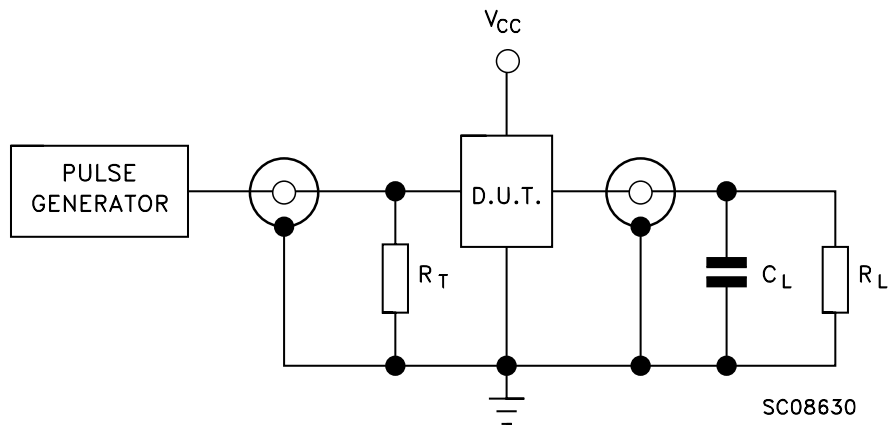 VCC
PULSE
GENERATOR
D.U.T.
RT
CL
RL
SC08630